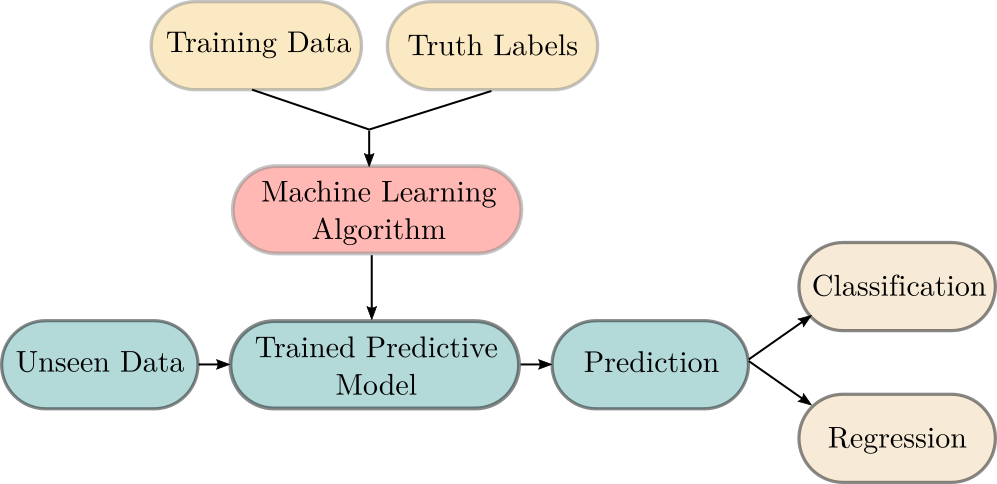 Training Data
Truth Labels
Machine Learning
Algorithm
Unseen Data
Trained Predictive
Model
Prediction
Classification
Regression